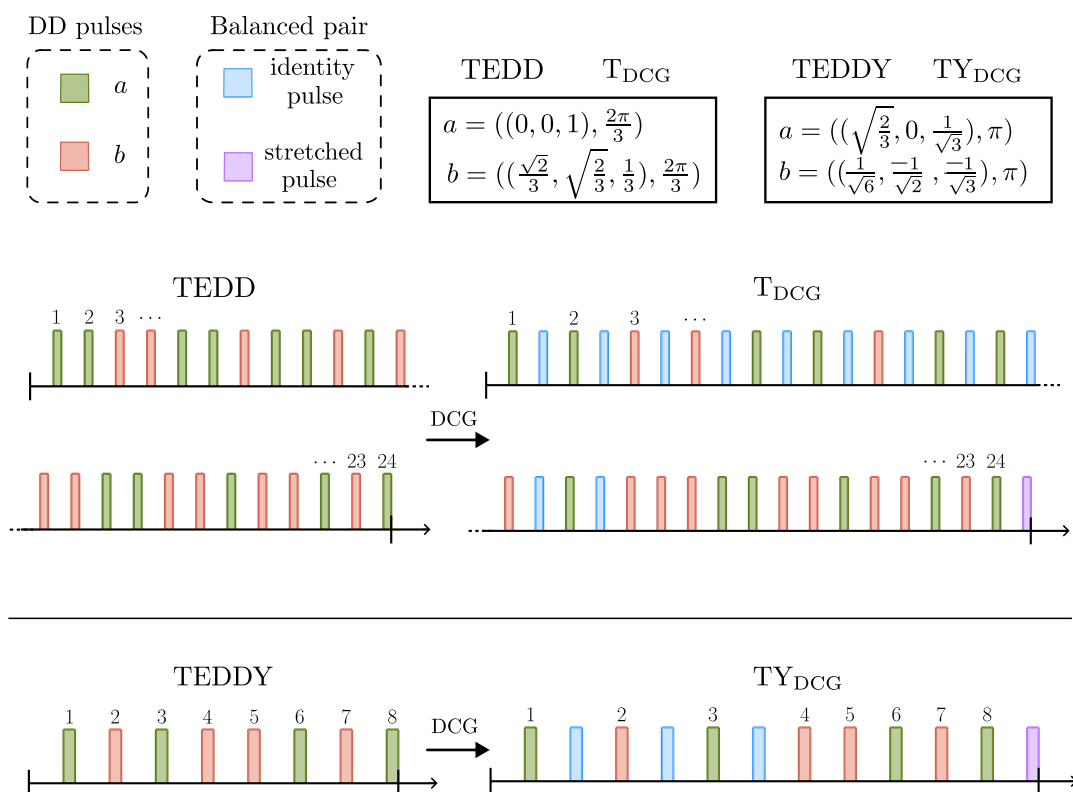 DD pulses
a
b
Balanced pair
identity
pulse
stretched
pulse
TEDD T_DCG
a = ((0, 0, 1), 2π/3)
b = ((√2/3, √(2/3), 1/3), 2π/3)
TEDDY TY_DCG
a = ((√(2/3), 0, 1/√3), π)
b = ((1/√6, -1/√2, -1/√3), π)
TEDD
1 2 3 ...
T_DCG
1 2 3 ...
DCG
... 23 24
... 23 24
TEDDY
1 2 3 4 5 6 7 8
DCG
TY_DCG
1 2 3 4 5 6 7 8